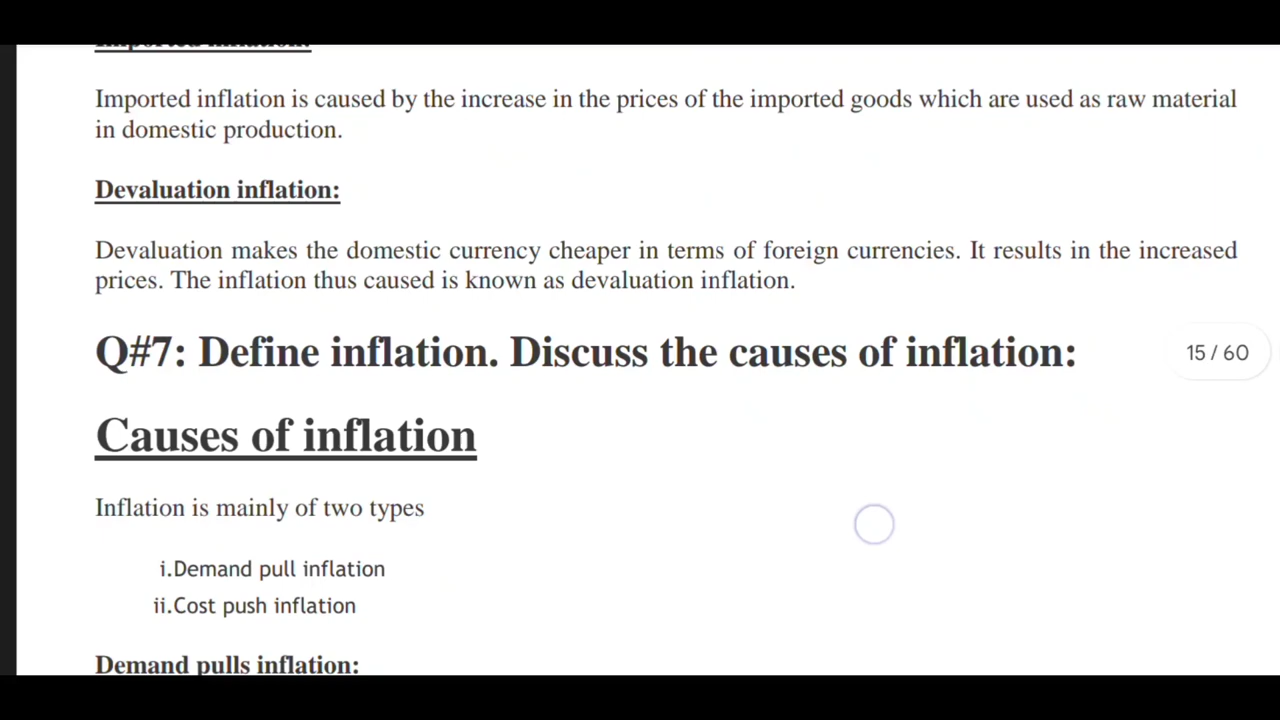 Imported inflation:
Imported inflation is caused by the increase in the prices of the imported goods which are used as raw material
in domestic production.
Devaluation inflation:
Devaluation makes the domestic currency cheaper in terms of foreign currencies. It results in the increased
prices. The inflation thus caused is known as devaluation inflation.
Q#7: Define inflation. Discuss the causes of inflation:
15 / 60
Causes of inflation
Inflation is mainly of two types
i.Demand pull inflation
ii.Cost push inflation
Demand pulls inflation: